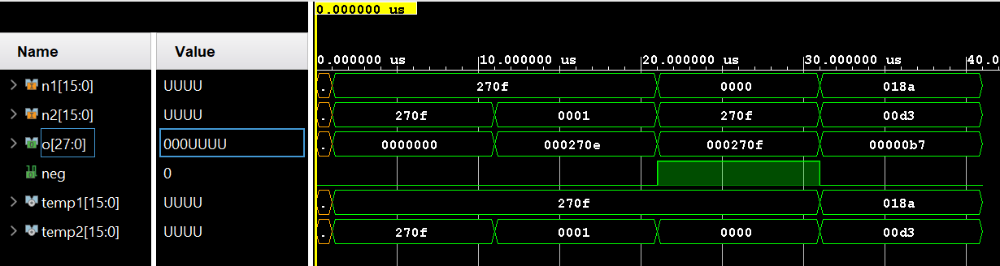 0.000000 us
Name Value
0.000000 us 10.000000 us 20.000000 us 30.000000 us 40.0
n1[15:0] UUUU . 270f 0000 018a
n2[15:0] UUUU . 270f 0001 270f 00d3
o[27:0] 000UUUU . 0000000 000270e 000270f 00000b7
neg 0
temp1[15:0] UUUU . 270f 018a
temp2[15:0] UUUU . 270f 0001 0000 00d3